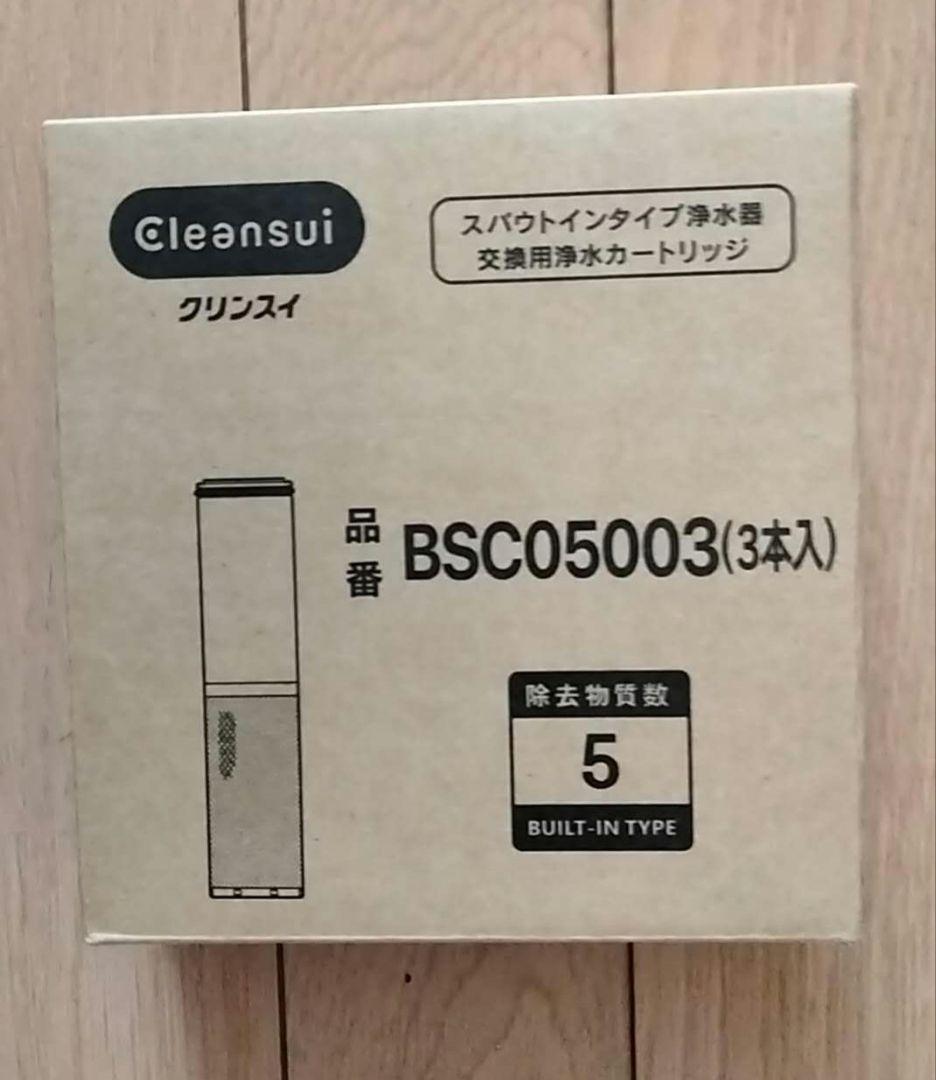 Cleansui
クリンスイ
スパウトインタイプ浄水器
交換用浄水カートリッジ
品番 BSC05003(3本入)
除去物質数
5
BUILT-IN TYPE